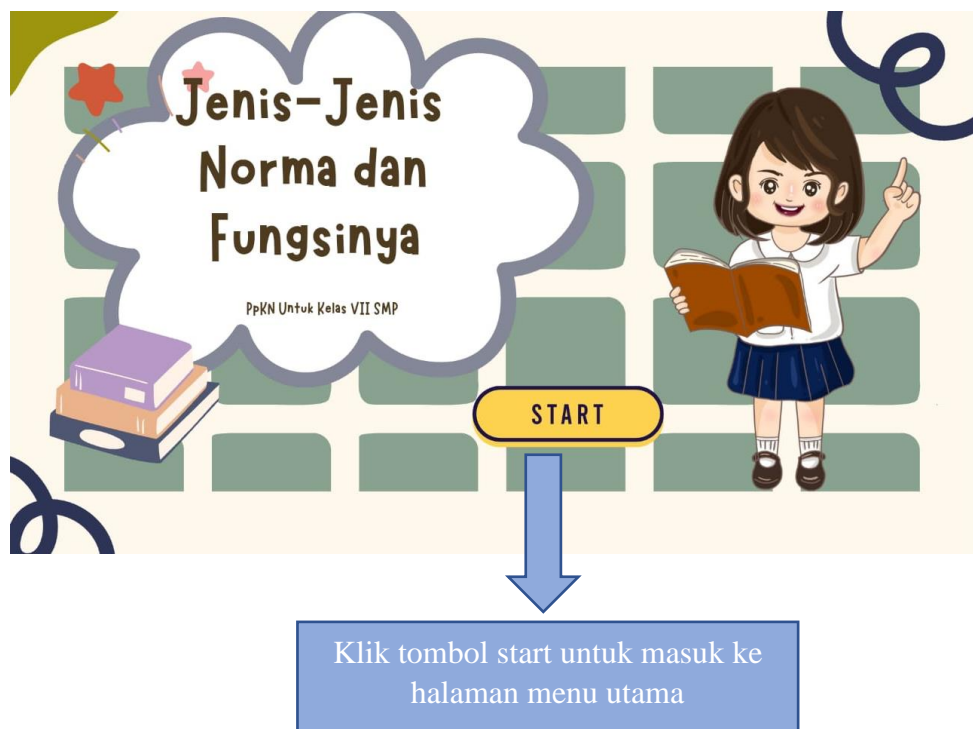 Jenis-Jenis
Norma dan
Fungsinya
PpKN Untuk Kelas VII SMP
START
Klik tombol start untuk masuk ke
halaman menu utama